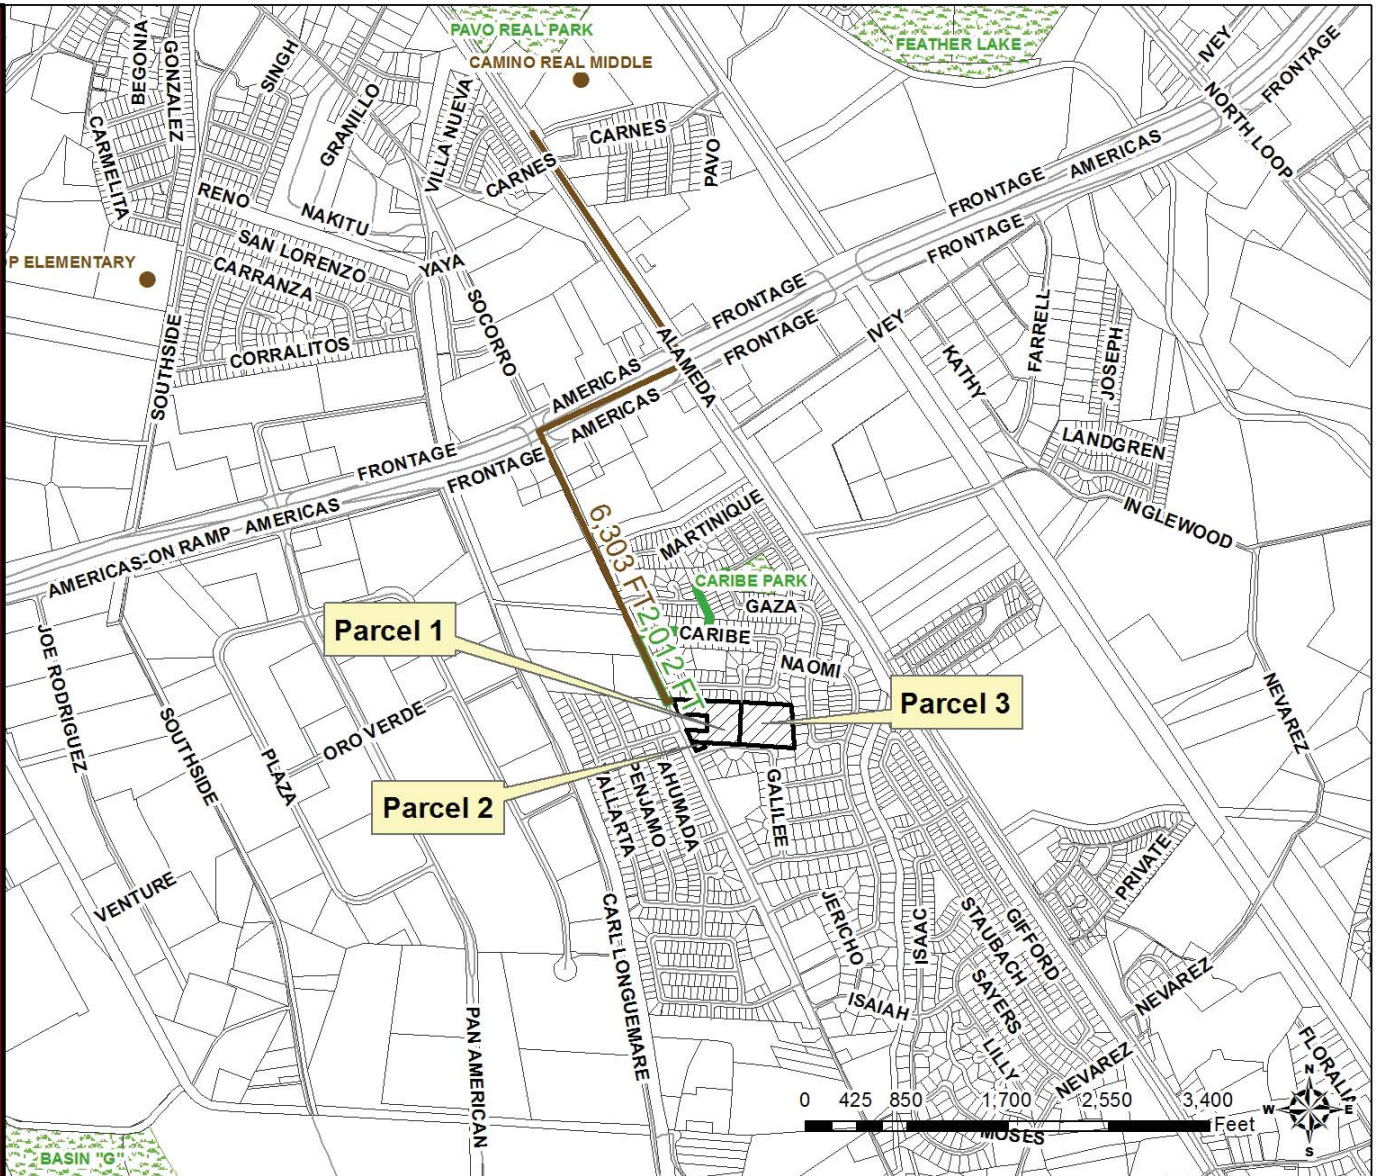 PAVO REAL PARK
FEATHER LAKE
CAMINO REAL MIDDLE
BEGONIA
GONZALEZ
SINGH
GRANILLO
VILLA NUEVA
CARNES
CARNES
PAVO
IVEY
NORTH LOOP
FRONTAGE
CARMELITA
RENO
NAKITU
SAN LORENZO
CARRANZA
YAYA
SOCORRO
FRONTAGE
AMERICAS
FRONTAGE
P ELEMENTARY
SOUTHSIDE
CORRALITOS
FRONTAGE
FRONTAGE
ALAMEDA
IVEY
KATHY
FARRELL
JOSEPH
AMERICAS
AMERICAS
LANDGREN
INGLEWOOD
FRONTAGE
FRONTAGE
AMERICAS-ON RAMP
AMERICAS
6,303 FT
2,012 FT
MARTINIQUE
CARIBE PARK
GAZA
CARIBE
NAOMI
Parcel 1
Parcel 3
Parcel 2
JOE RODRIGUEZ
SOUTHSIDE
PLAZA
ORO VERDE
NEVAREZ
VALLARTA
PENJAMO
AHUMADA
GALILEE
PRIVATE
VENTURE
CARL LONGUEMARE
JERICHO
ISAAC
STAUBACH
GIFFORD
SAYERS
ISAIAH
LILLY
NEVAREZ
NEVAREZ
PAN AMERICAN
MOSES
0 425 850 1,700 2,550 3,400
Feet
N
W E
S
BASIN "G"